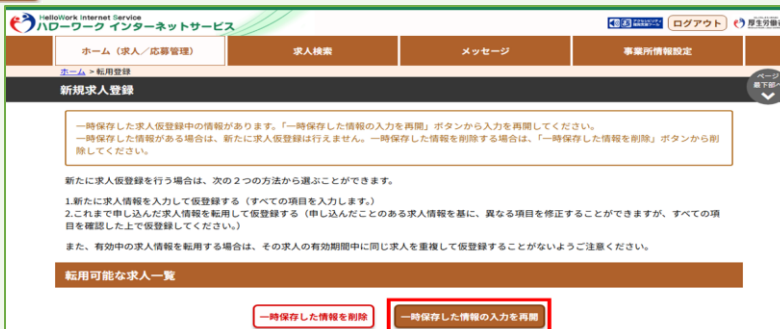 HelloWork Internet Service
ハローワーク インターネットサービス
ログアウト
ホーム（求人／応募管理）
求人検索
メッセージ
事業所情報設定
ホーム > 転用登録
ページ
最下部へ
新規求人登録
一時保存した求人仮登録中の情報があります。「一時保存した情報の入力を再開」ボタンから入力を再開してください。
一時保存した情報がある場合は、新たに求人仮登録は行えません。一時保存した情報を削除する場合は、「一時保存した情報を削除」ボタンから削
除してください。
新たに求人仮登録を行う場合は、次の２つの方法から選ぶことができます。
1.新たに求人情報を入力して仮登録する（すべての項目を入力します。）
2.これまで申し込んだ求人情報を転用して仮登録する（申し込んだことのある求人情報を基に、異なる項目を修正することができますが、すべての項
目を確認した上で仮登録してください。）
また、有効中の求人情報を転用する場合は、その求人の有効期間中に同じ求人を重複して仮登録することがないようご注意ください。
転用可能な求人一覧
一時保存した情報を削除
一時保存した情報の入力を再開